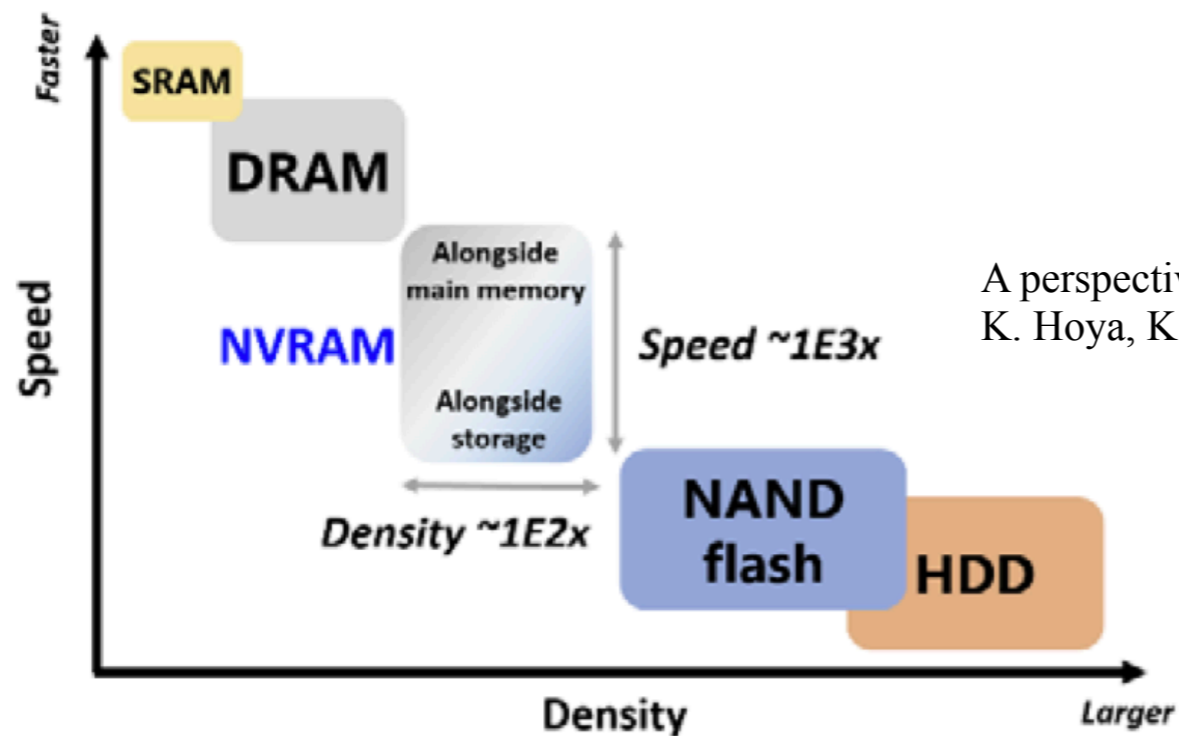 Faster
SRAM
DRAM
Alongside
main memory
NVRAM
Speed ~1E3x
Alongside
storage
Speed
A
K. Hoya, K.
Density ~1E2x
NAND
flash
HDD
Density
Larger